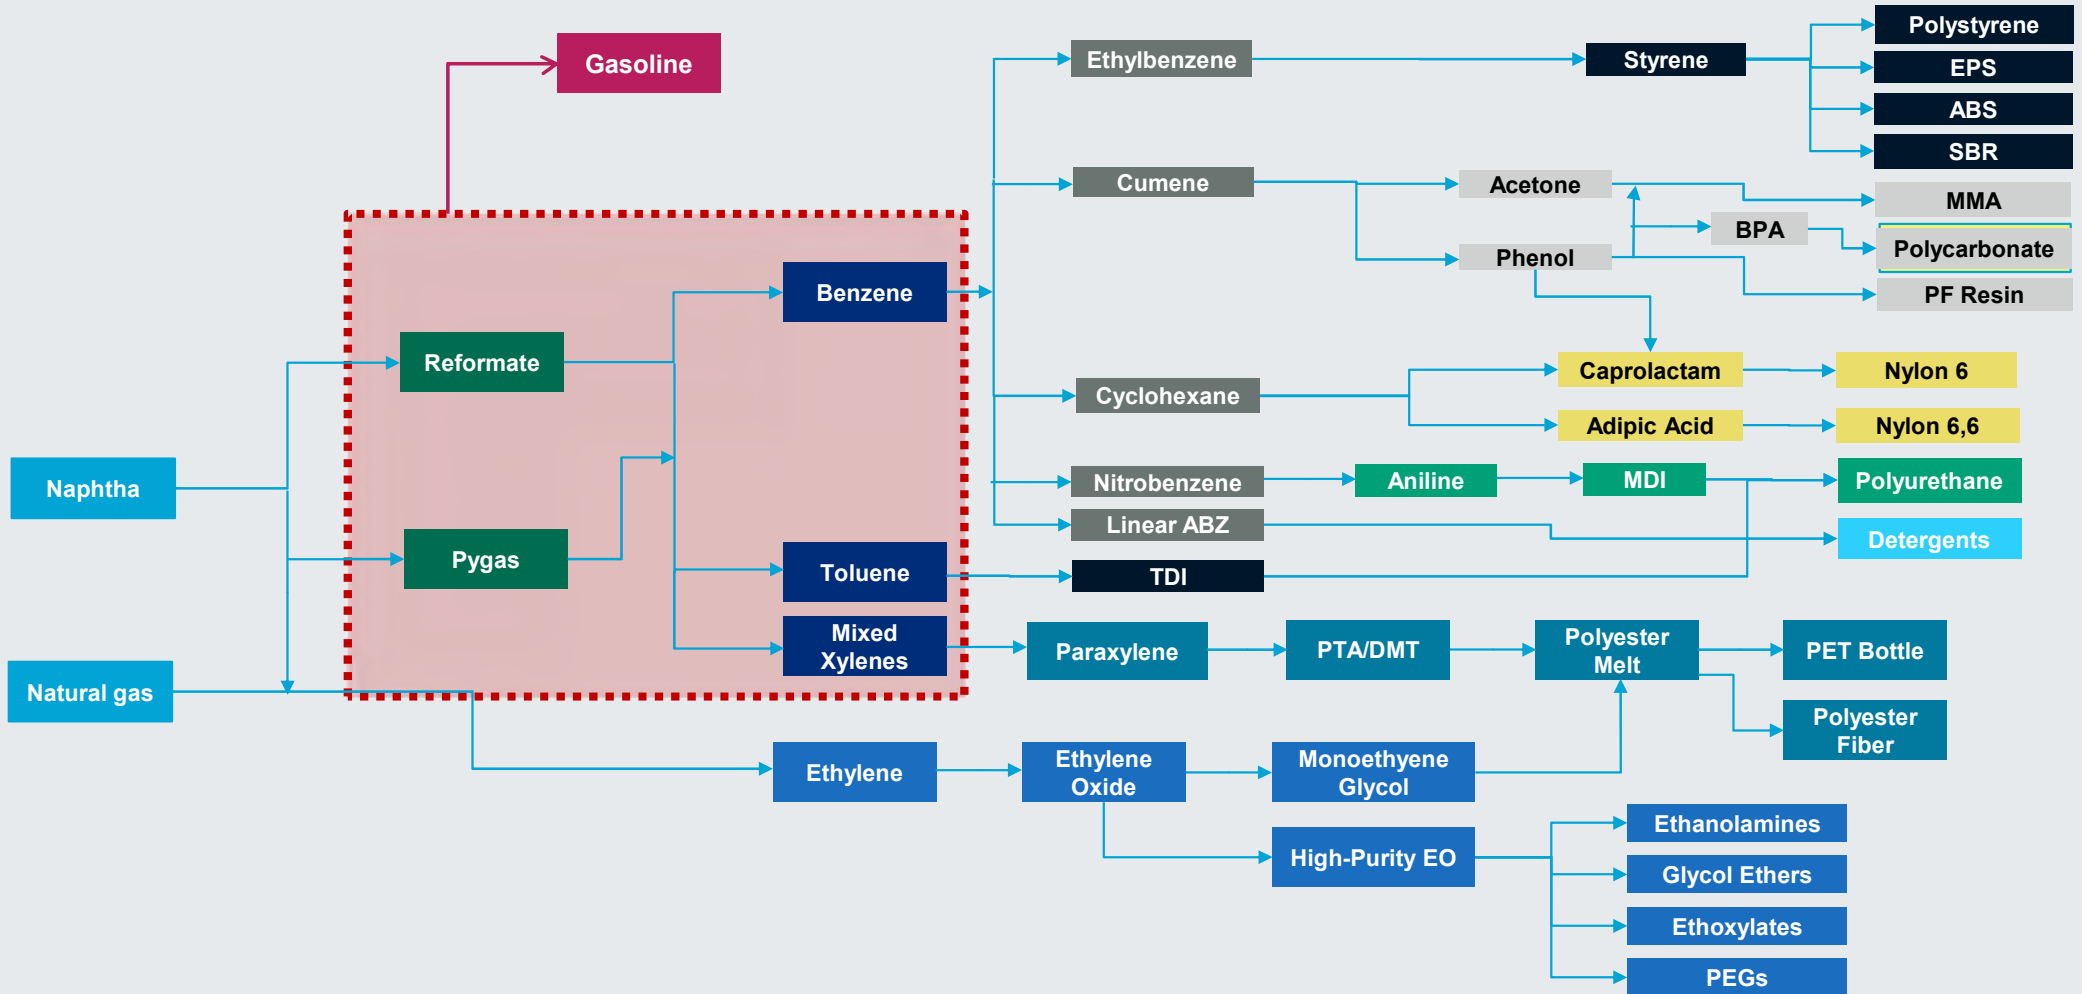 Gasoline
Ethylbenzene
Styrene
Polystyrene
EPS
ABS
SBR
Cumene
Acetone
Phenol
BPA
MMA
Polycarbonate
PF Resin
Benzene
Reformate
Cyclohexane
Caprolactam
Nylon 6
Adipic Acid
Nylon 6,6
Naphtha
Nitrobenzene
Aniline
MDI
Polyurethane
Linear ABZ
Detergents
Pygas
Toluene
TDI
Mixed
Xylenes
Paraxylene
PTA/DMT
Polyester
Melt
PET Bottle
Natural gas
Polyester
Fiber
Ethylene
Ethylene
Oxide
Monoethyene
Glycol
High-Purity EO
Ethanolamines
Glycol Ethers
Ethoxylates
PEGs